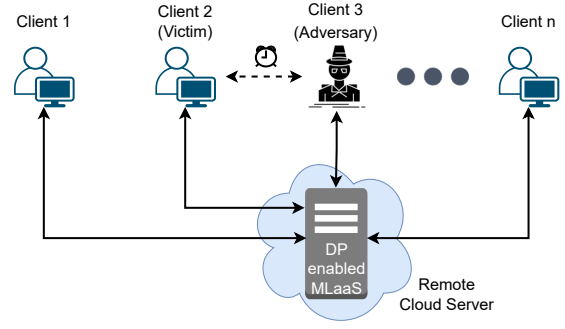 Client 1
Client 2
(Victim)
Client 3
(Adversary)
Client n
DP
enabled
MLaaS
Remote
Cloud Server